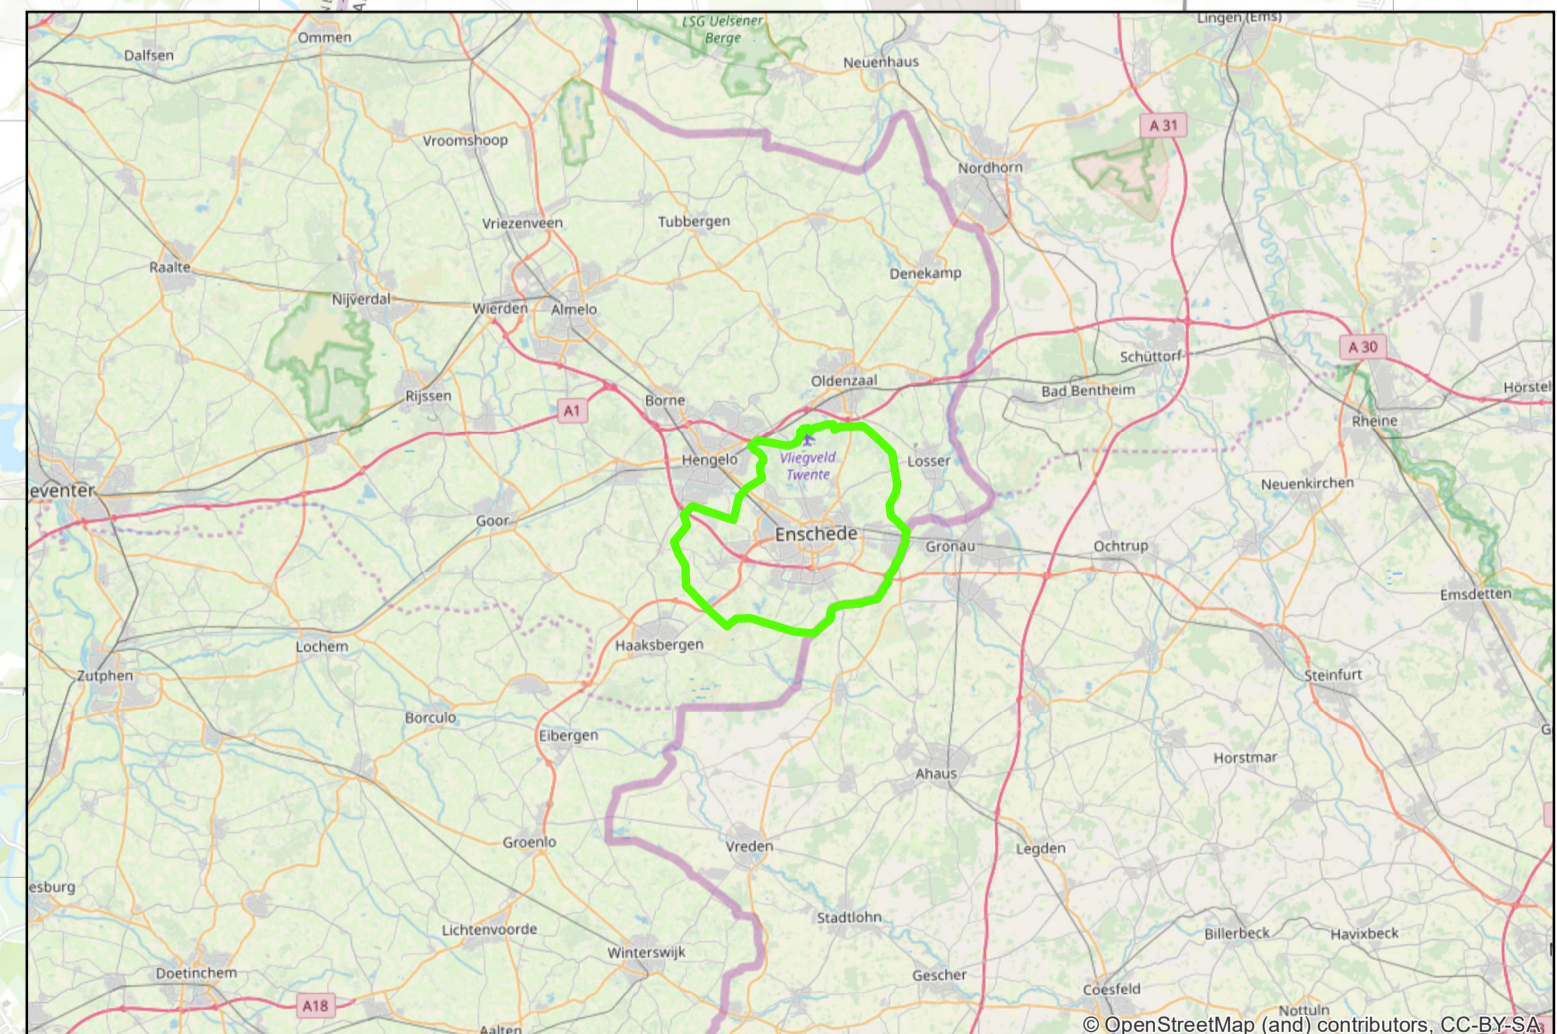 LSG Uelsener
Berge
Lingen (Ems)
Ommen
Dalfsen
Neuenhaus
A 31
Vroomshoop
Nordhorn
Vriezenveen
Tubbergen
Raalte
Denekamp
Nijverdal
Wierden
Almelo
A 30
Schüttorf
Oldenzaal
Bad Bentheim
Hörstel
Rijssen
Borne
A1
Rheine
Hengelo
Vliegveld
Twente
Losser
Neuenkirchen
eventer
Goor
Enschede
Gronau
Ochtrup
Emsdetten
Lochem
Haaksbergen
Zutphen
Steinfurt
Borculo
Eibergen
Horstmar
Ahaus
Groenlo
Vreden
Legden
esburg
Stadtlohn
Lichtenvoorde
Billerbeck
Havixbeck
Winterswijk
Doetinchem
Gescher
Coesfeld
A18
Nottuln
Aalten
© OpenStreetMap (and) contributors, CC-BY-SA